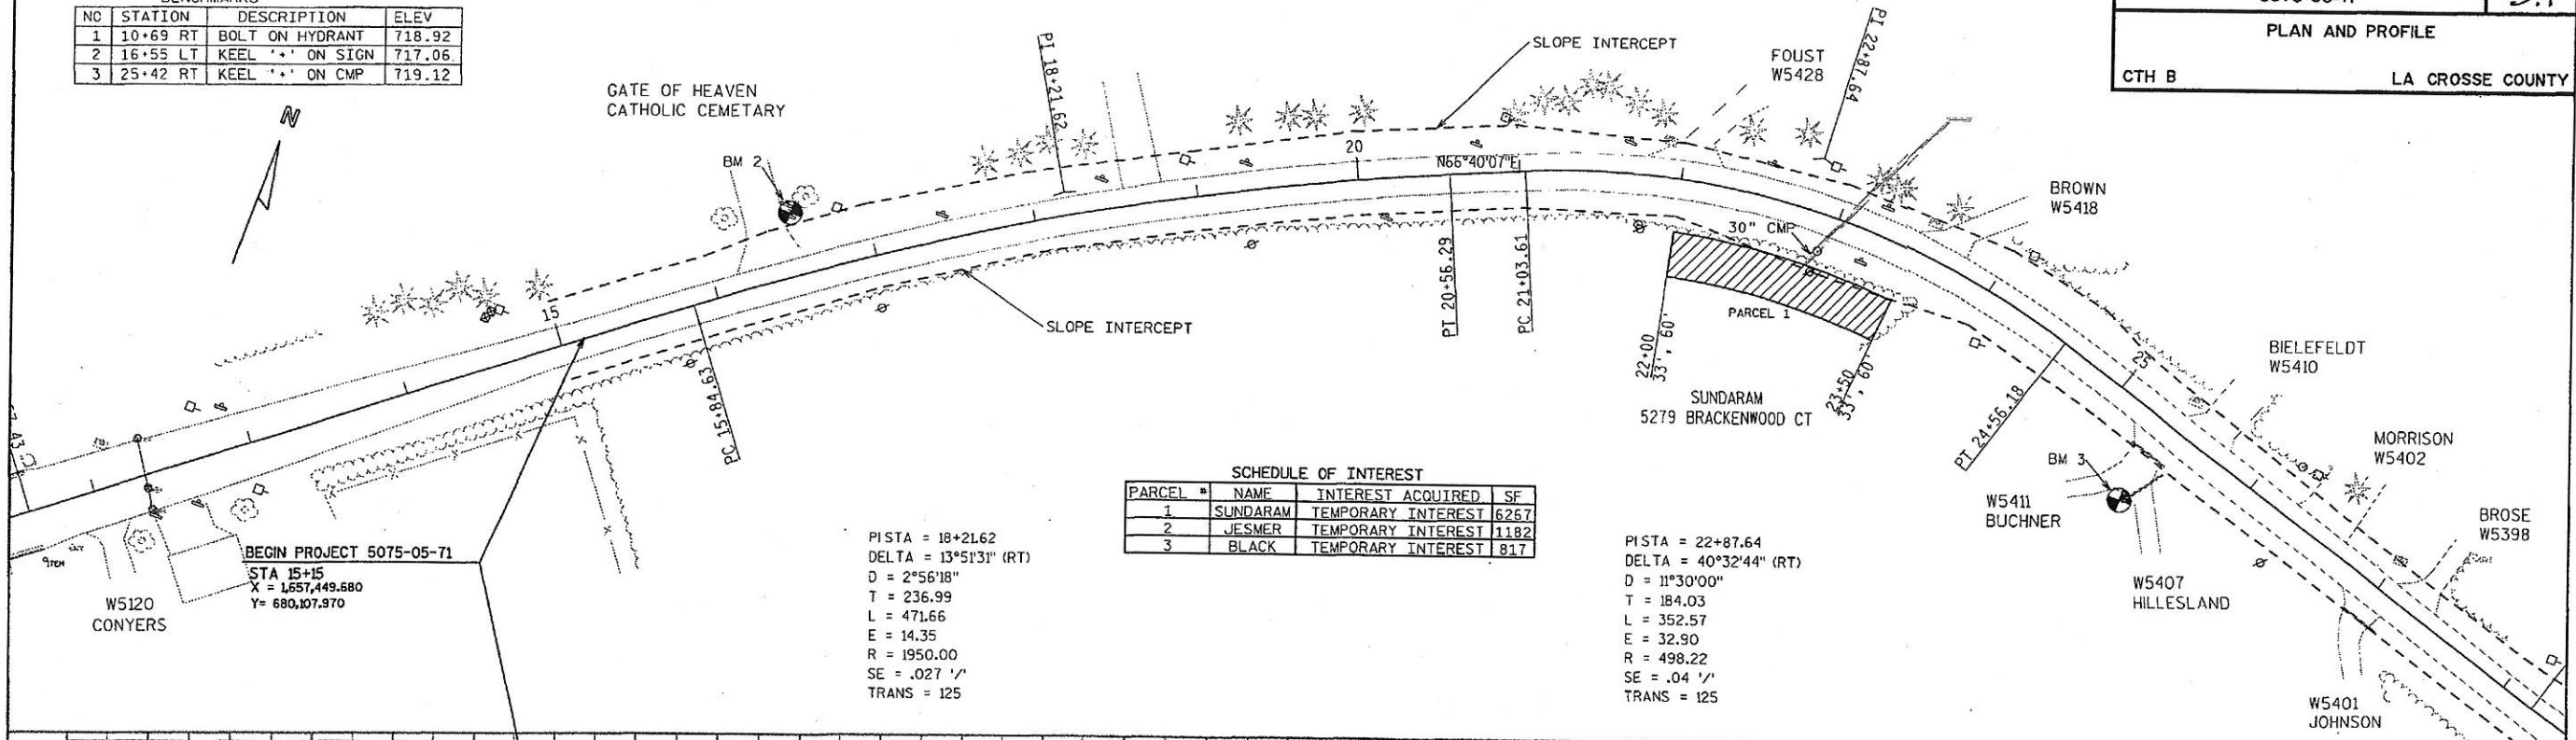 NO STATION DESCRIPTION ELEV
1 10+69 RT BOLT ON HYDRANT 718.92
2 16+55 LT KEEL '+' ON SIGN 717.06
3 25+42 RT KEEL '+' ON CMP 719.12
PLAN AND PROFILE
CTH B LA CROSSE COUNTY
N
GATE OF HEAVEN
CATHOLIC CEMETARY
BM 2
PI 18+21.62
SLOPE INTERCEPT
FOUST
W5428
PI 22+87.64
20
N66°40'07"E
BROWN
W5418
30" CMP
15
SLOPE INTERCEPT
PC 15+84.63
PT 20+56.29
PC 21+03.61
PARCEL 1
22+00
33', 60'
23+50
33', 60'
SUNDARAM
5279 BRACKENWOOD CT
PT 24+56.18
25
BIELEFELDT
W5410
MORRISON
W5402
BM 3
W5411
BUCHNER
BROSE
W5398
W5407
HILLESLAND
W5401
JOHNSON
W5120
CONYERS
BEGIN PROJECT 5075-05-71
STA 15+15
X = 1,657,449.680
Y= 680,107.970
PI STA = 18+21.62
DELTA = 13°51'31" (RT)
D = 2°56'18"
T = 236.99
L = 471.66
E = 14.35
R = 1950.00
SE = .027 '/'
TRANS = 125
SCHEDULE OF INTEREST
PARCEL # NAME INTEREST ACQUIRED SF
1 SUNDARAM TEMPORARY INTEREST 6267
2 JESMER TEMPORARY INTEREST 1182
3 BLACK TEMPORARY INTEREST 817
PI STA = 22+87.64
DELTA = 40°32'44" (RT)
D = 11°30'00"
T = 184.03
L = 352.57
E = 32.90
R = 498.22
SE = .04 '/'
TRANS = 125